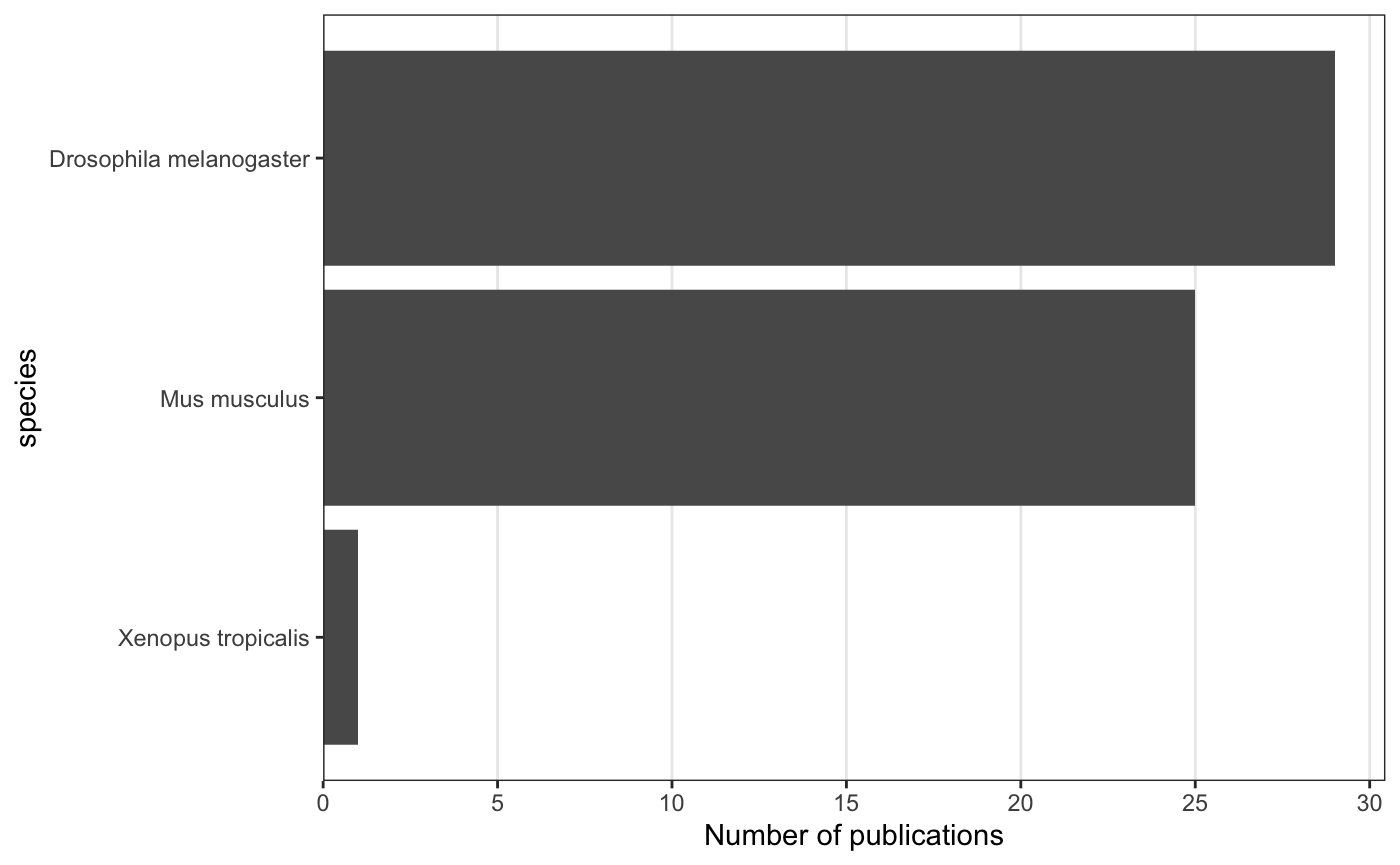 species
Drosophila melanogaster
Mus musculus
Xenopus tropicalis
0 5 10 15 20 25 30
Number of publications